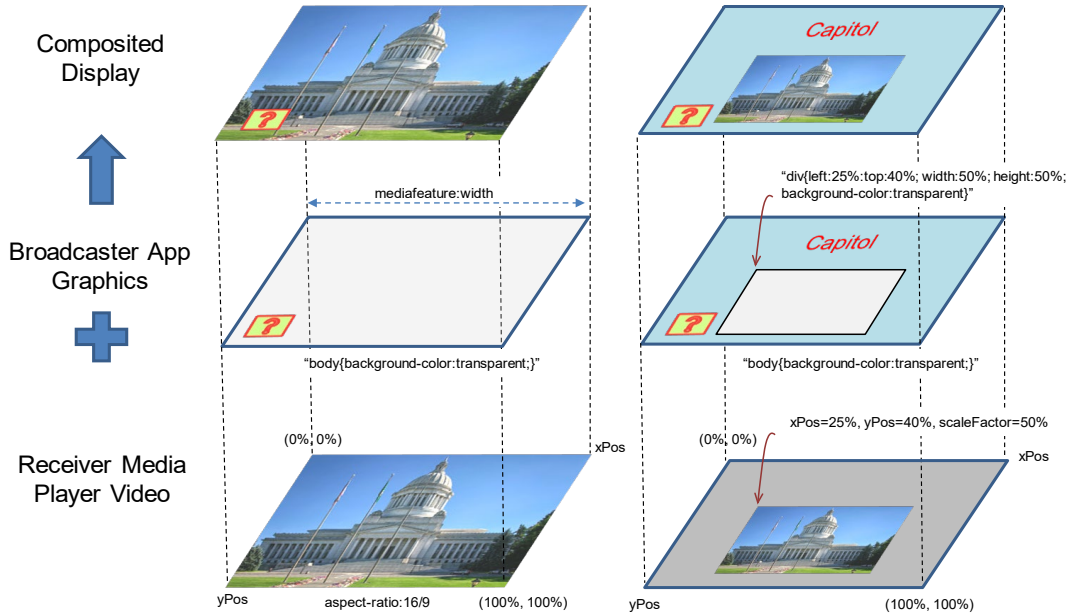 Composited
Display
?
Capitol
?
“div{left:25%:top:40%; width:50%; height:50%;
background-color:transparent}”
mediafeature:width
Broadcaster App
Graphics
?
Capitol
?
“body{background-color:transparent;}”
“body{background-color:transparent;}”
xPos=25%, yPos=40%, scaleFactor=50%
(0%, 0%)
xPos
(0%, 0%)
xPos
Receiver Media
Player Video
yPos
aspect-ratio:16/9
(100%, 100%)
yPos
(100%, 100%)